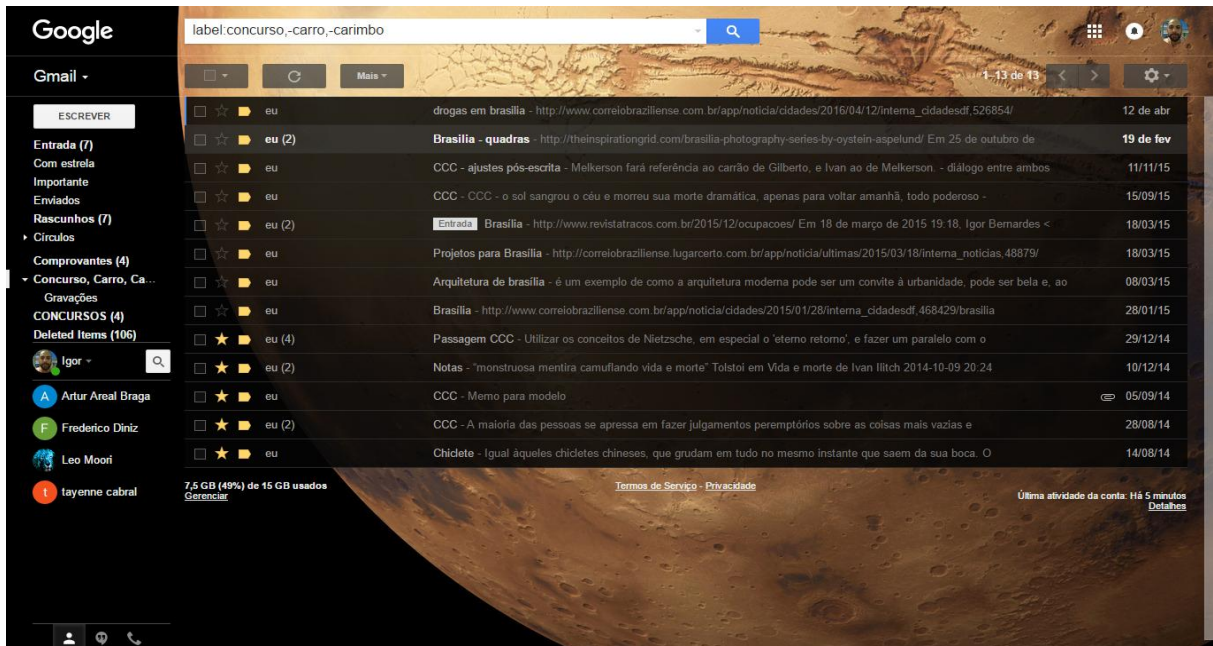 Google
label:concurso,-carro,-carimbo
Gmail
Mais
1–13 de 13
ESCREVER
Entrada (7)
Com estrela
Importante
Enviados
Rascunhos (7)
Círculos
Comprovantes (4)
Concurso, Carro, Ca...
Gravações
CONCURSOS (4)
Deleted Items (106)
Igor
A Artur Areal Braga
F Frederico Diniz
Leo Moori
t tayenne cabral
eu drogas em brasilia - http://www.correiobraziliense.com.br/app/noticia/cidades/2016/04/12/interna_cidadesdf,526854/ 12 de abr
eu (2) Brasilia - quadras - http://theinspirationgrid.com/brasilia-photography-series-by-oystein-aspelund/ Em 25 de outubro de 19 de fev
eu CCC - ajustes pós-escrita - Melkerson fará referência ao carrão de Gilberto, e Ivan ao de Melkerson. - diálogo entre ambos 11/11/15
eu CCC - CCC - o sol sangrou o céu e morreu sua morte dramática, apenas para voltar amanhã, todo poderoso - 15/09/15
eu (2) Entrada Brasília - http://www.revistatracos.com.br/2015/12/ocupacoes/ Em 18 de março de 2015 19:18, Igor Bernardes < 18/03/15
eu Projetos para Brasília - http://correiobraziliense.lugarcerto.com.br/app/noticia/ultimas/2015/03/18/interna_noticias,48879/ 18/03/15
eu Arquitetura de brasília - é um exemplo de como a arquitetura moderna pode ser um convite à urbanidade, pode ser bela e, ao 08/03/15
eu Brasília - http://www.correiobraziliense.com.br/app/noticia/cidades/2015/01/28/interna_cidadesdf,468429/brasilia 28/01/15
eu (4) Passagem CCC - Utilizar os conceitos de Nietzsche, em especial o 'eterno retorno', e fazer um paralelo com o 29/12/14
eu (2) Notas - "monstruosa mentira camuflando vida e morte" Tolstoi em Vida e morte de Ivan Ilitch 2014-10-09 20:24 10/12/14
eu CCC - Memo para modelo 05/09/14
eu (2) CCC - A maioria das pessoas se apressa em fazer julgamentos peremptórios sobre as coisas mais vazias e 28/08/14
eu Chiclete - Igual áqueles chicletes chineses, que grudam em tudo no mesmo instante que saem da sua boca. O 14/08/14
7,5 GB (49%) de 15 GB usados
Gerenciar
Termos de Serviço - Privacidade
Última atividade da conta: Há 5 minutos
Detalhes